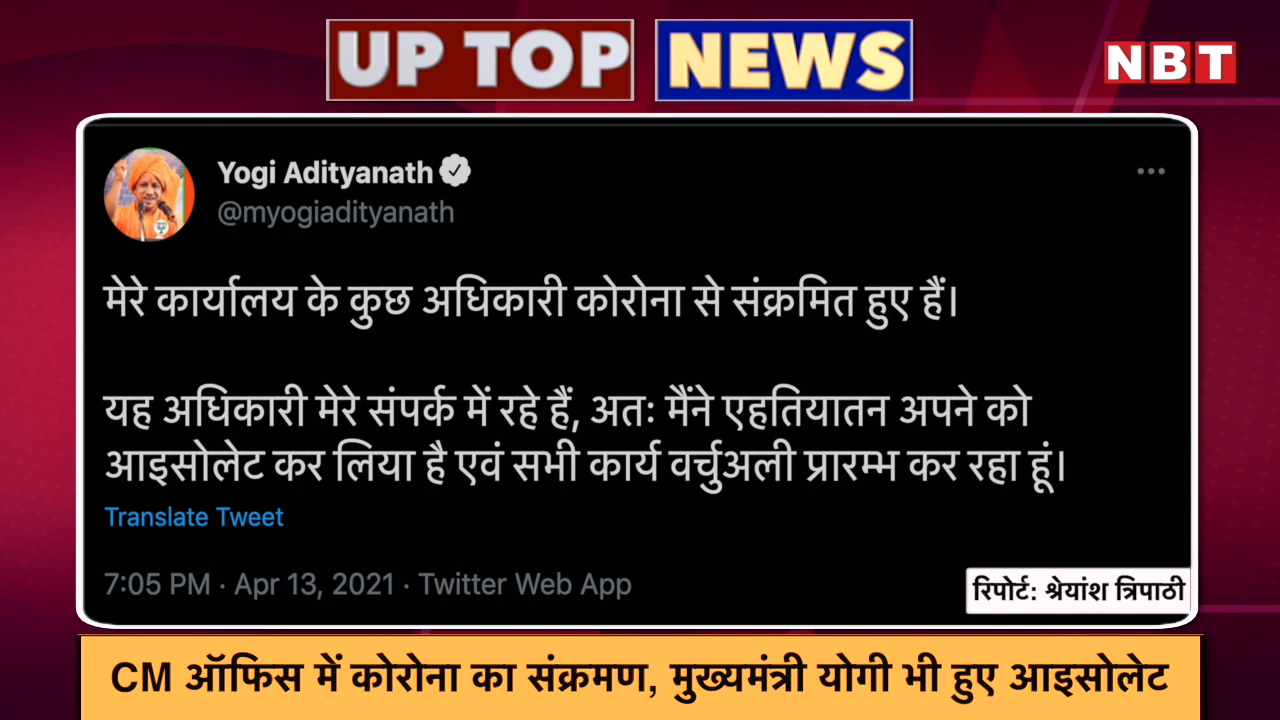 UP TOP NEWS
NBT
Yogi Adityanath
@myogiadityanath
मेरे कार्यालय के कुछ अधिकारी कोरोना से संक्रमित हुए हैं।
यह अधिकारी मेरे संपर्क में रहे हैं, अतः मैंने एहतियातन अपने को
आइसोलेट कर लिया है एवं सभी कार्य वर्चुअली प्रारम्भ कर रहा हूं।
Translate Tweet
7:05 PM · Apr 13, 2021 · Twitter Web App
रिपोर्ट: श्रेयांश त्रिपाठी
CM ऑफिस में कोरोना का संक्रमण, मुख्यमंत्री योगी भी हुए आइसोलेट